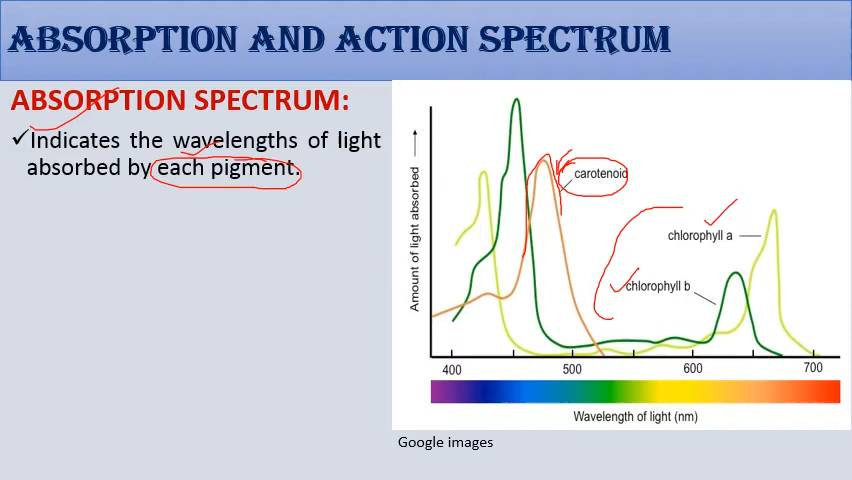 ABSORPTION AND ACTION SPECTRUM
ABSORPTION SPECTRUM:
✓Indicates the wavelengths of light
absorbed by each pigment.
Amount of light absorbed
carotenoid
chlorophyll a
chlorophyll b
400 500 600 700
Wavelength of light (nm)
Google images